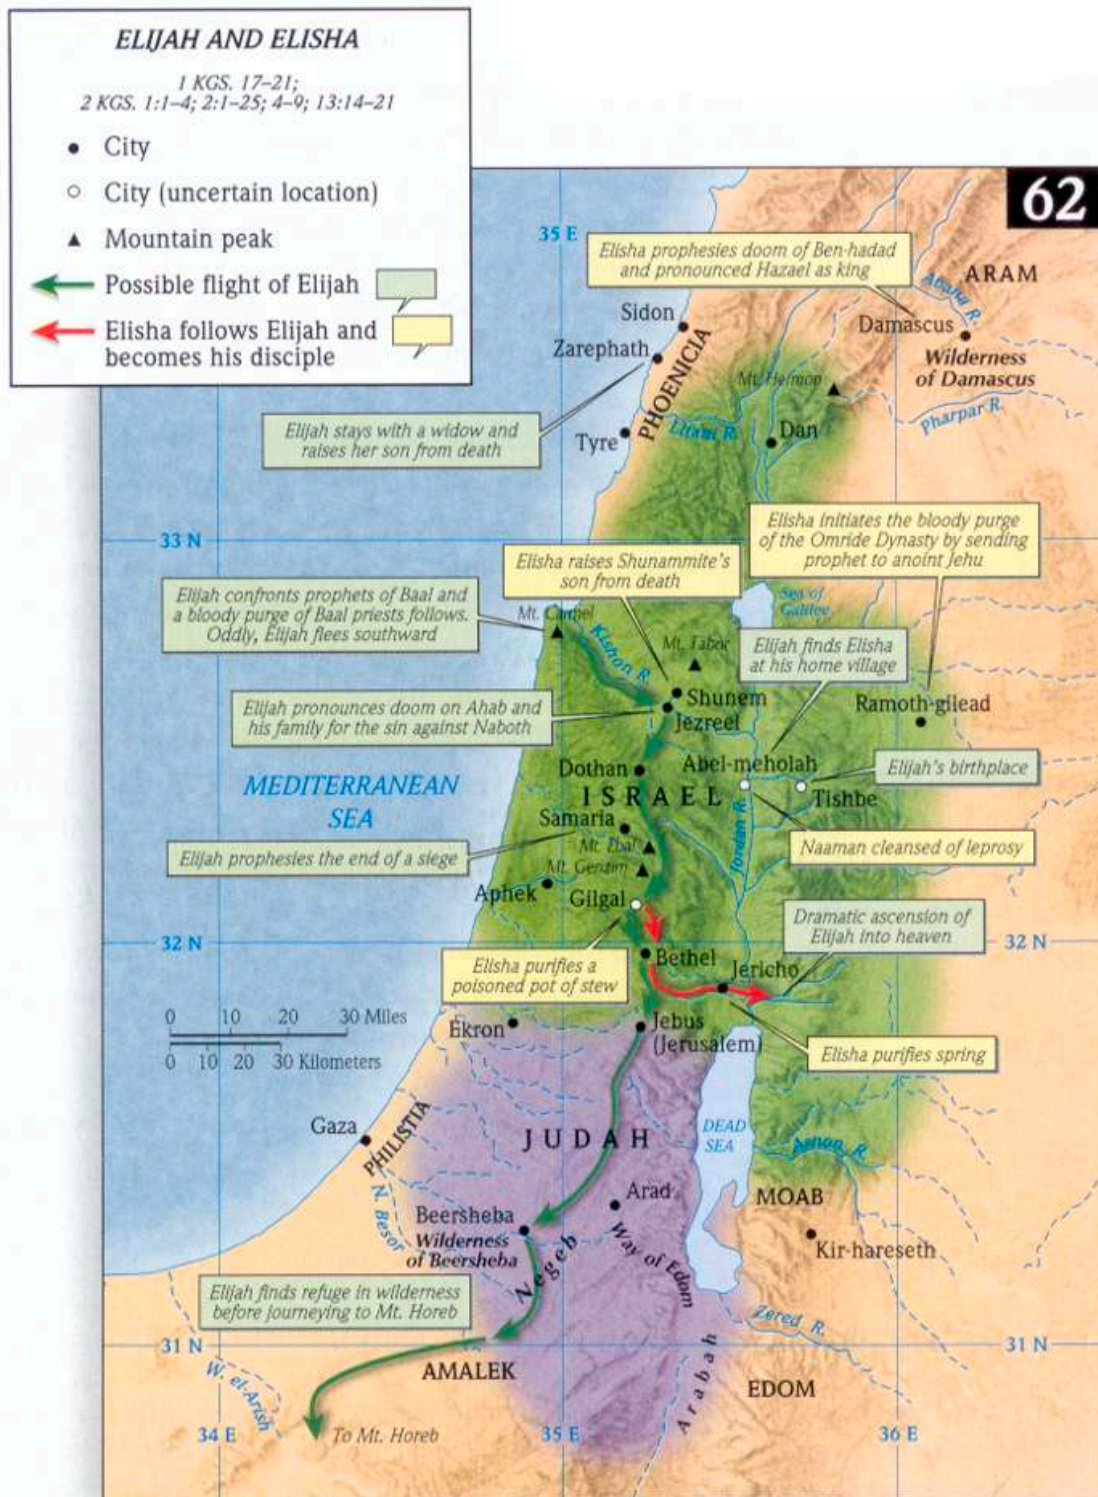 ELIJAH AND ELISHA
1 KGS. 17–21;
2 KGS. 1:1–4; 2:1–25; 4–9; 13:14–21
City
City (uncertain location)
Mountain peak
Possible flight of Elijah
Elisha follows Elijah and
becomes his disciple
62
35 E
Elisha prophesies doom of Ben-hadad
and pronounced Hazael as king
ARAM
Abana R.
Sidon
Damascus
Zarephath
Wilderness
of Damascus
PHOENICIA
Mt. Hermon
Pharpar R.
Elijah stays with a widow and
raises her son from death
Tyre
Litani R.
Dan
33 N
Elisha initiates the bloody purge
of the Omride Dynasty by sending
prophet to anoint Jehu
Elisha raises Shunammite's
son from death
Elijah confronts prophets of Baal and
a bloody purge of Baal priests follows.
Oddly, Elijah flees southward
Mt. Carmel
Kishon R.
Sea of
Galilee
Mt. Tabor
Elijah finds Elisha
at his home village
Shunem
Jezreel
Ramoth-gilead
Elijah pronounces doom on Ahab and
his family for the sin against Naboth
Dothan
Abel-meholah
Elijah's birthplace
MEDITERRANEAN
SEA
ISRAEL
Tishbe
Samaria
Jordan R.
Mt. Ebal
Naaman cleansed of leprosy
Elijah prophesies the end of a siege
Mt. Gerizim
Aphek
Gilgal
Dramatic ascension of
Elijah into heaven
32 N
32 N
Bethel
Jericho
Elisha purifies a
poisoned pot of stew
0 10 20 30 Miles
0 10 20 30 Kilometers
Ekron
Jebus
(Jerusalem)
Elisha purifies spring
Gaza
PHILISTIA
JUDAH
DEAD
SEA
Arnon R.
N. Besor
Arad
MOAB
Beersheba
Wilderness
of Beersheba
Negeb
Way of Edom
Kir-hareseth
Elijah finds refuge in wilderness
before journeying to Mt. Horeb
Zered R.
31 N
31 N
AMALEK
W. el-Arish
Arabah
EDOM
34 E
To Mt. Horeb
35 E
36 E